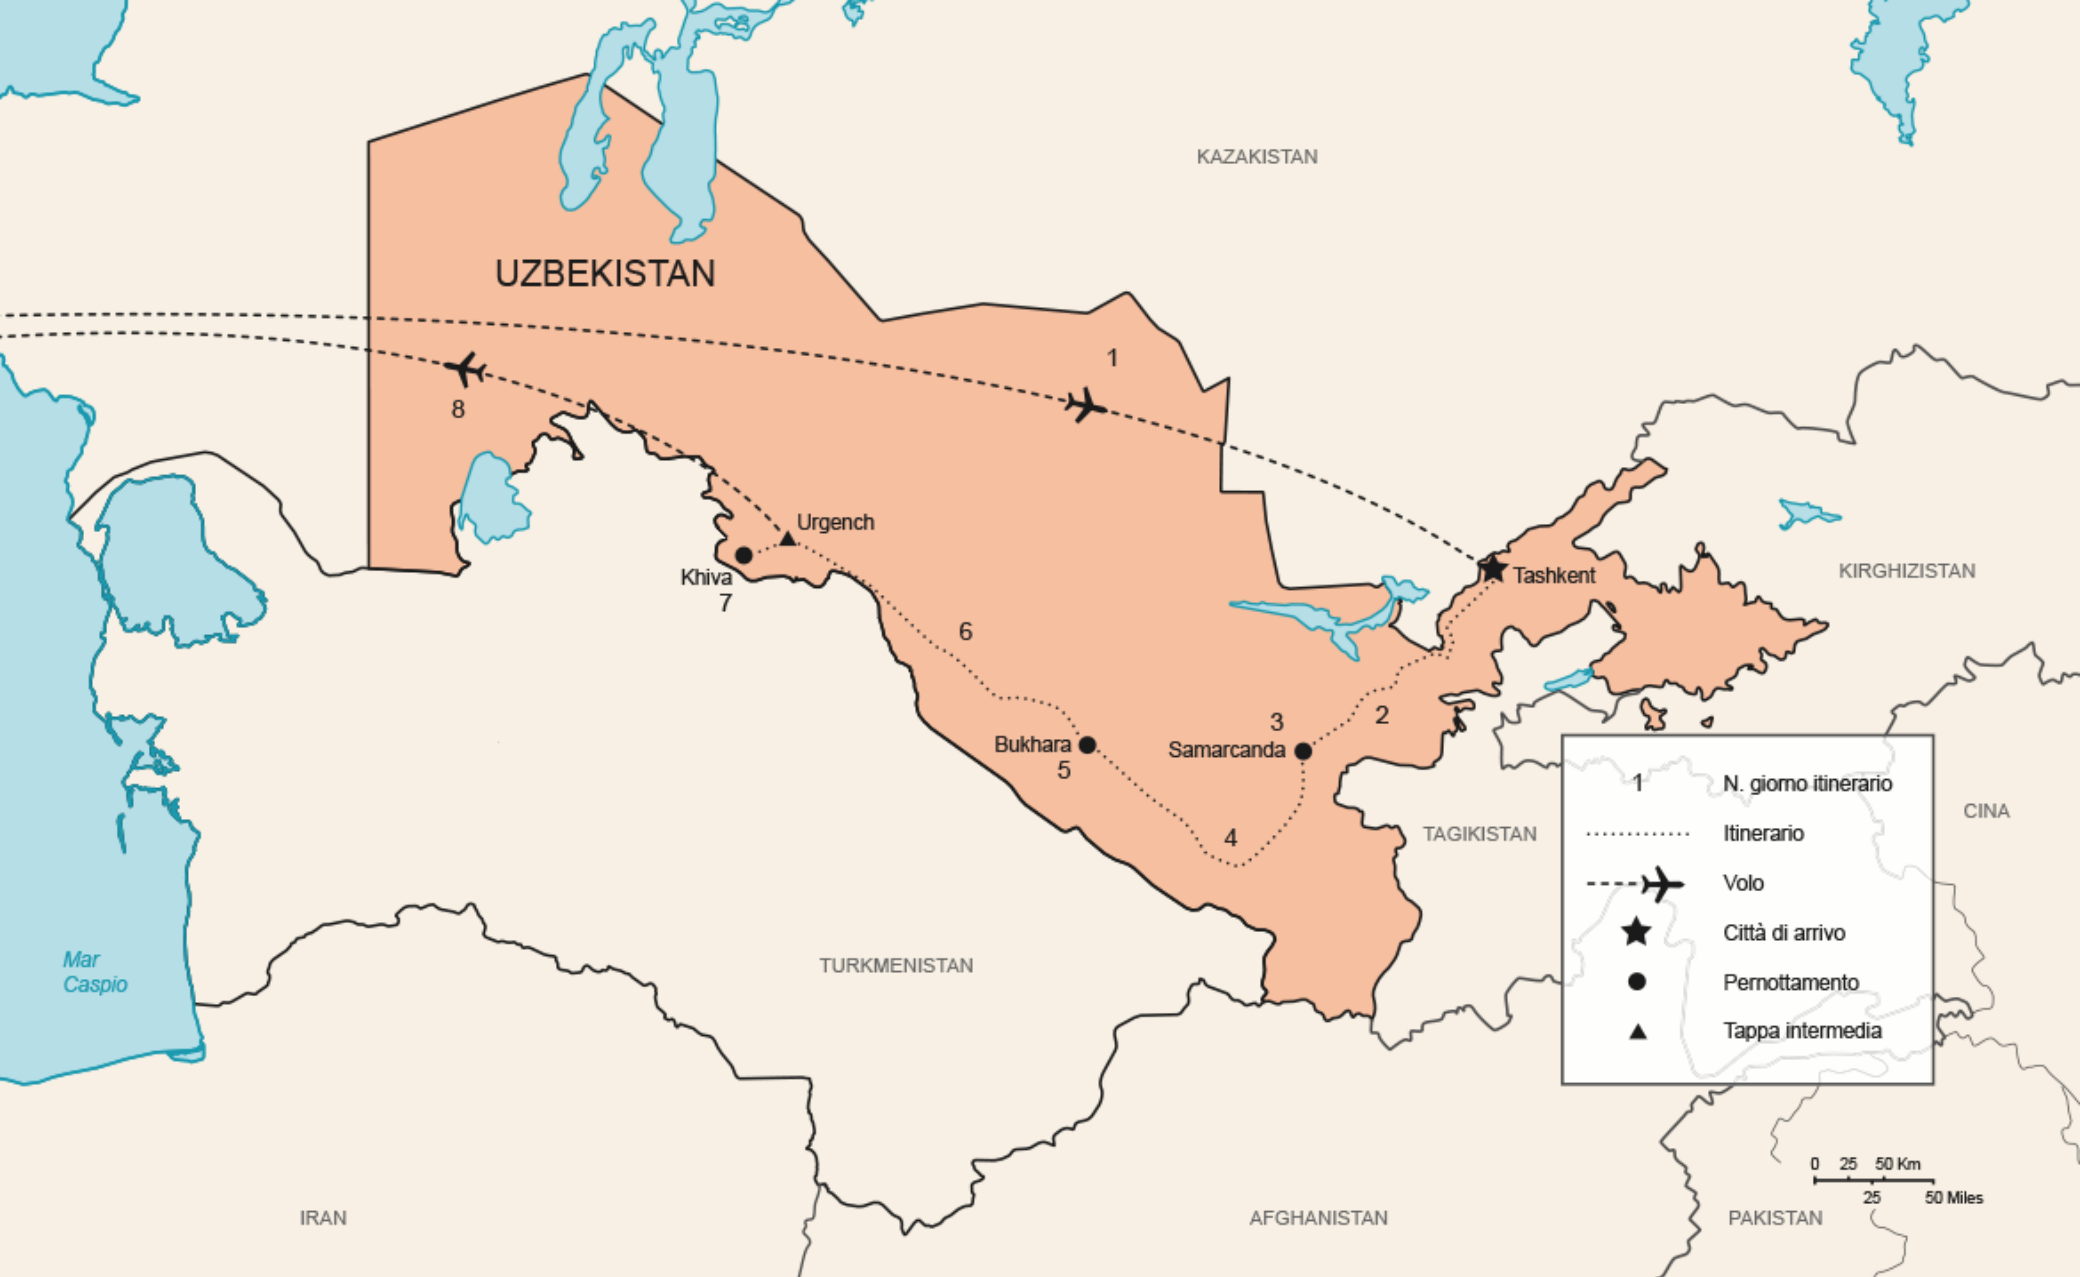 KAZAKISTAN
UZBEKISTAN
1
8
Urgench
Khiva
7
Tashkent
KIRGHIZISTAN
6
3
2
Bukhara
5
Samarcanda
4
TAGIKISTAN
CINA
1 N. giorno itinerario
Itinerario
Volo
Città di arrivo
Pernottamento
Tappa intermedia
Mar
Caspio
TURKMENISTAN
0 25 50 Km
25 50 Miles
IRAN
AFGHANISTAN
PAKISTAN